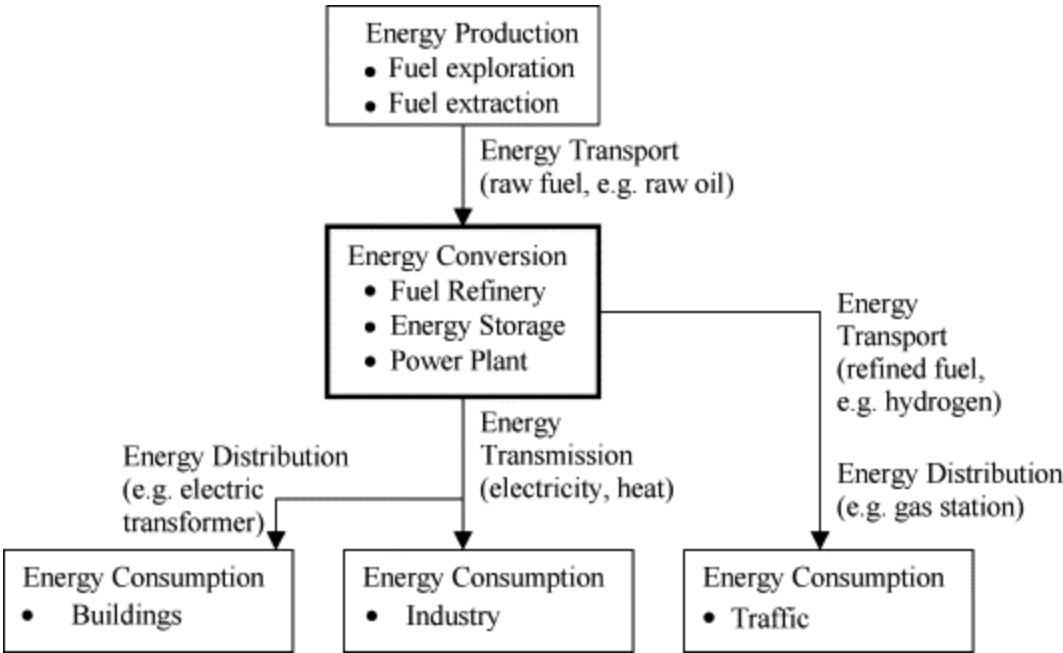 Energy Production
• Fuel exploration
• Fuel extraction
Energy Transport
(raw fuel, e.g. raw oil)
Energy Conversion
• Fuel Refinery
• Energy Storage
• Power Plant
Energy
Transport
(refined fuel,
e.g. hydrogen)
Energy
Transmission
(electricity, heat)
Energy Distribution
(e.g. electric
transformer)
Energy Distribution
(e.g. gas station)
Energy Consumption
• Buildings
Energy Consumption
• Industry
Energy Consumption
• Traffic